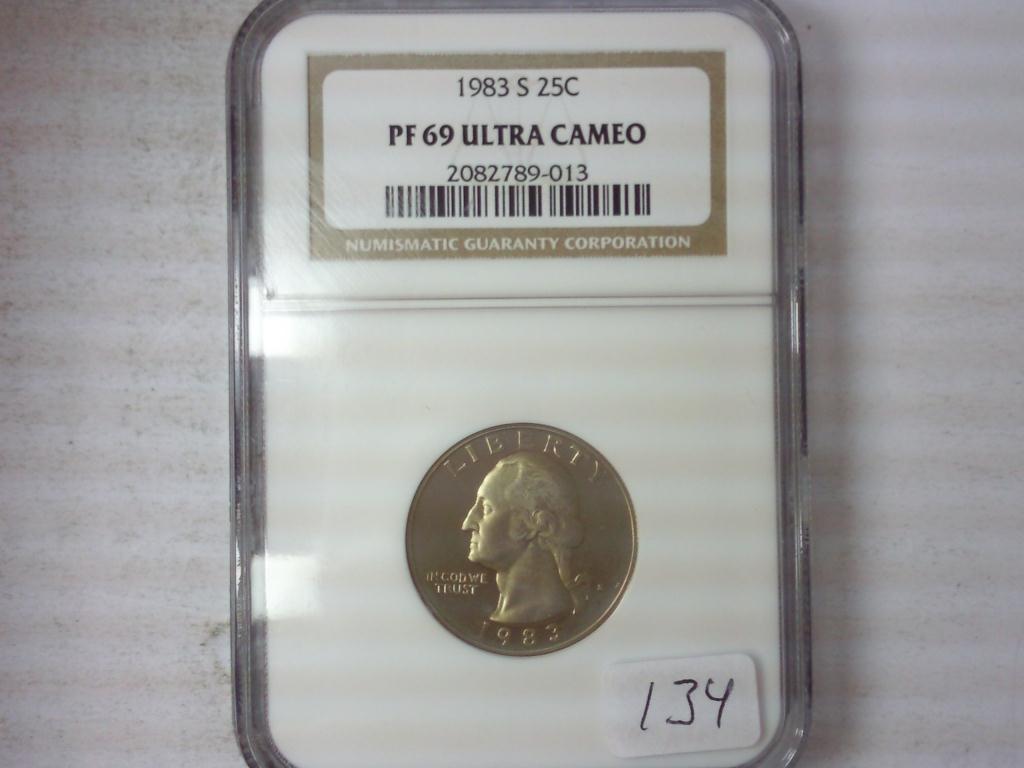 1983 S 25C
PF 69 ULTRA CAMEO
2082789-013
NUMISMATIC GUARANTY CORPORATION
LIBERTY
IN GOD WE
TRUST
1983
134